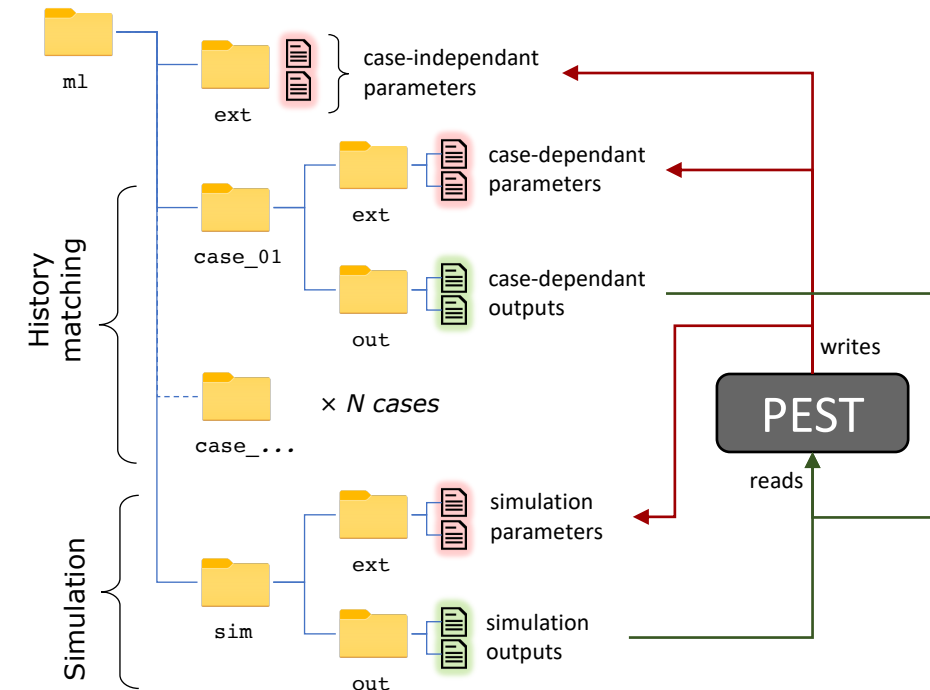 ml
ext
case-independant
parameters
History
matching
case_01
ext
case-dependant
parameters
out
case-dependant
outputs
case_...
× N cases
writes
PEST
reads
Simulation
sim
ext
simulation
parameters
out
simulation
outputs